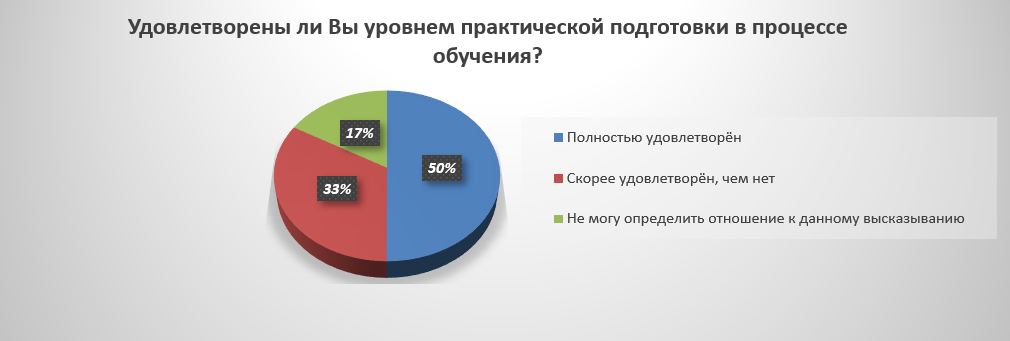 Удовлетворены ли Вы уровнем практической подготовки в процессе
обучения?
17%
50%
33%
Полностью удовлетворён
Скорее удовлетворён, чем нет
Не могу определить отношение к данному высказыванию